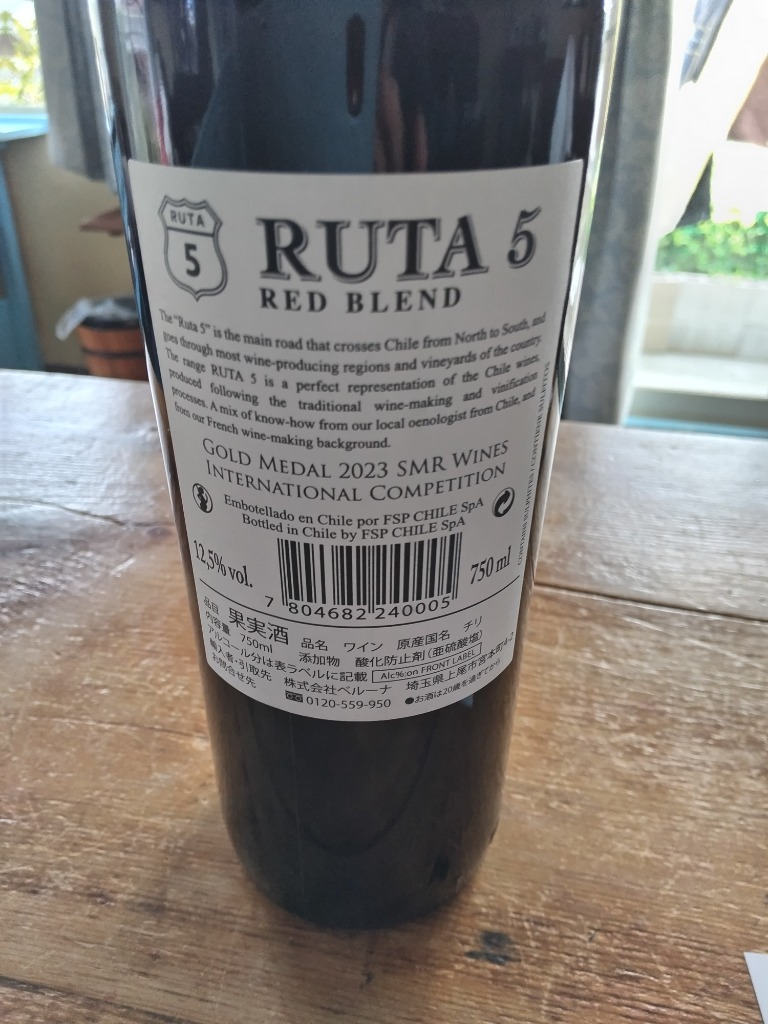 RUTA
5
RUTA 5
RED BLEND
The "Ruta 5" is the main road that crosses Chile from North to South, and
goes through most wine-producing regions and vineyards of the country.
The range RUTA 5 is a perfect representation of the Chile wines,
produced following the traditional wine-making and vinification
processes. A mix of know-how from our local oenologist from Chile, and
from our French wine-making background.
GOLD MEDAL 2023 SMR WINES
INTERNATIONAL COMPETITION
Embotellado en Chile por FSP CHILE SpA
Bottled in Chile by FSP CHILE SpA
12,5% vol.
750 ml
7 804682 240005
CONTAINS SULPHITES / CONTIENE SULFITES
品目 果実酒 品名 ワイン 原産国名 チリ
内容量 750ml 添加物 酸化防止剤(亜硫酸塩)
アルコール分は表ラベルに記載 Alc%:on FRONT LABEL
輸入者・引取先 株式会社ベルーナ 埼玉県上尾市宮本町4-2
お問合せ先 0120-559-950 ●お酒は20歳を過ぎてから